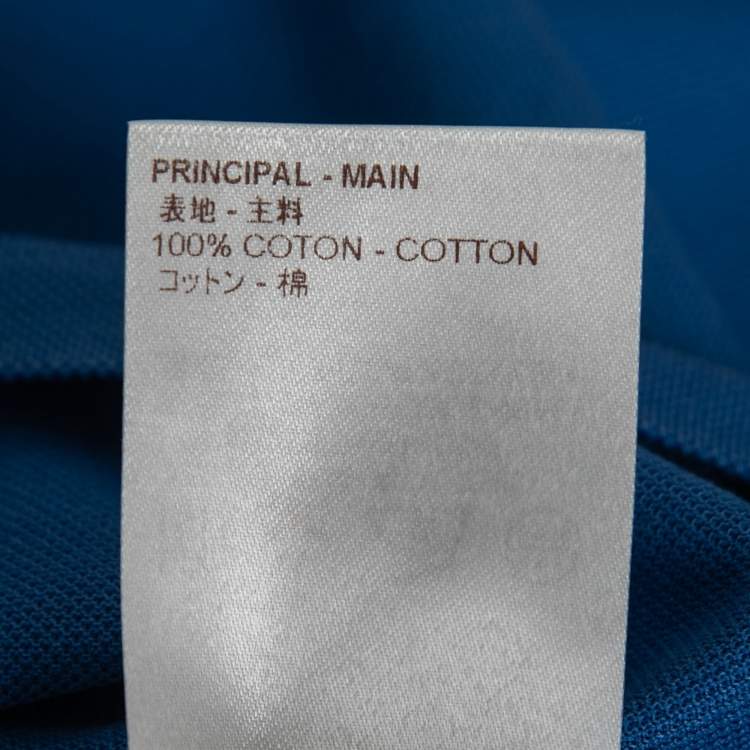 PRINCIPAL - MAIN
表地 - 主料
100% COTON - COTTON
コットン - 棉